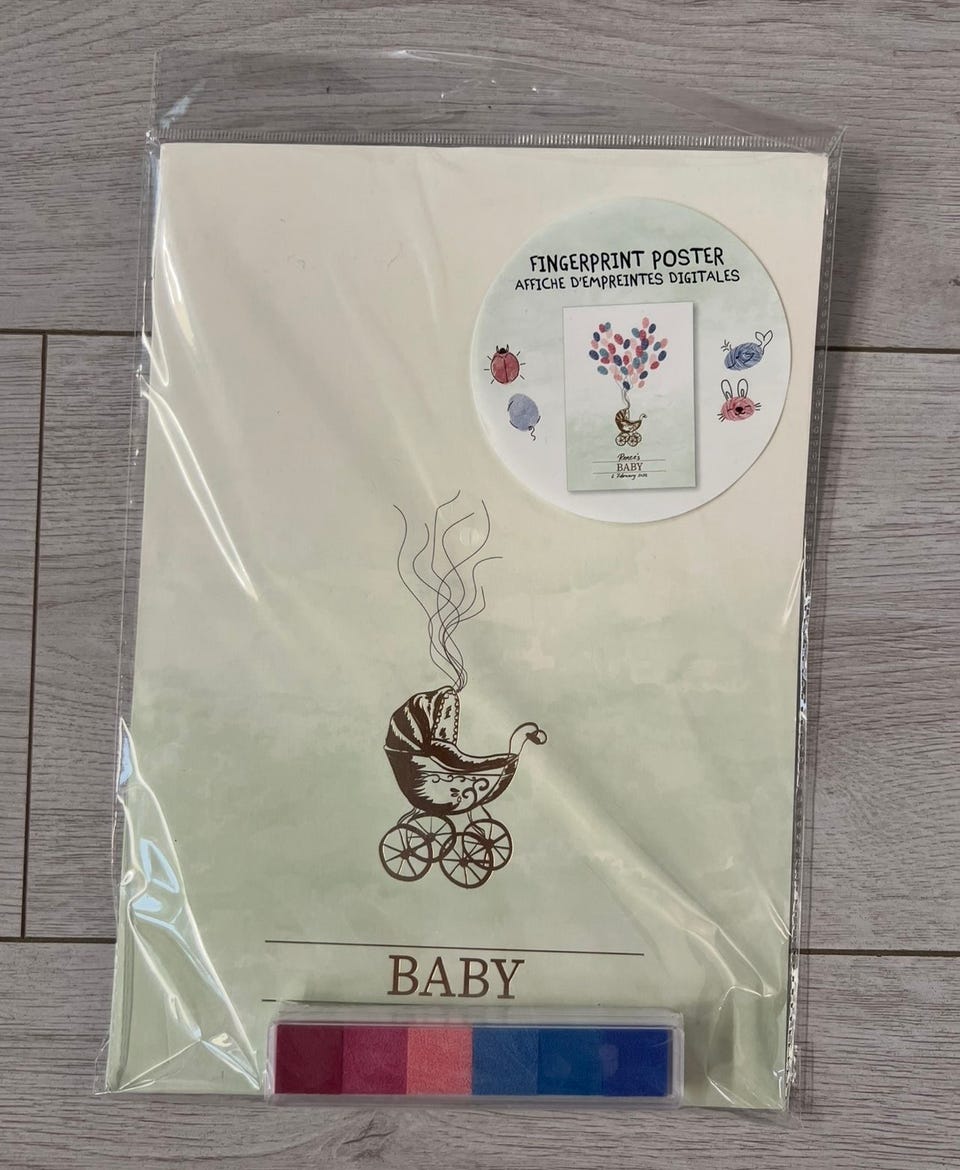 FINGERPRINT POSTER
AFFICHE D'EMPREINTES DIGITALES
BABY
BABY